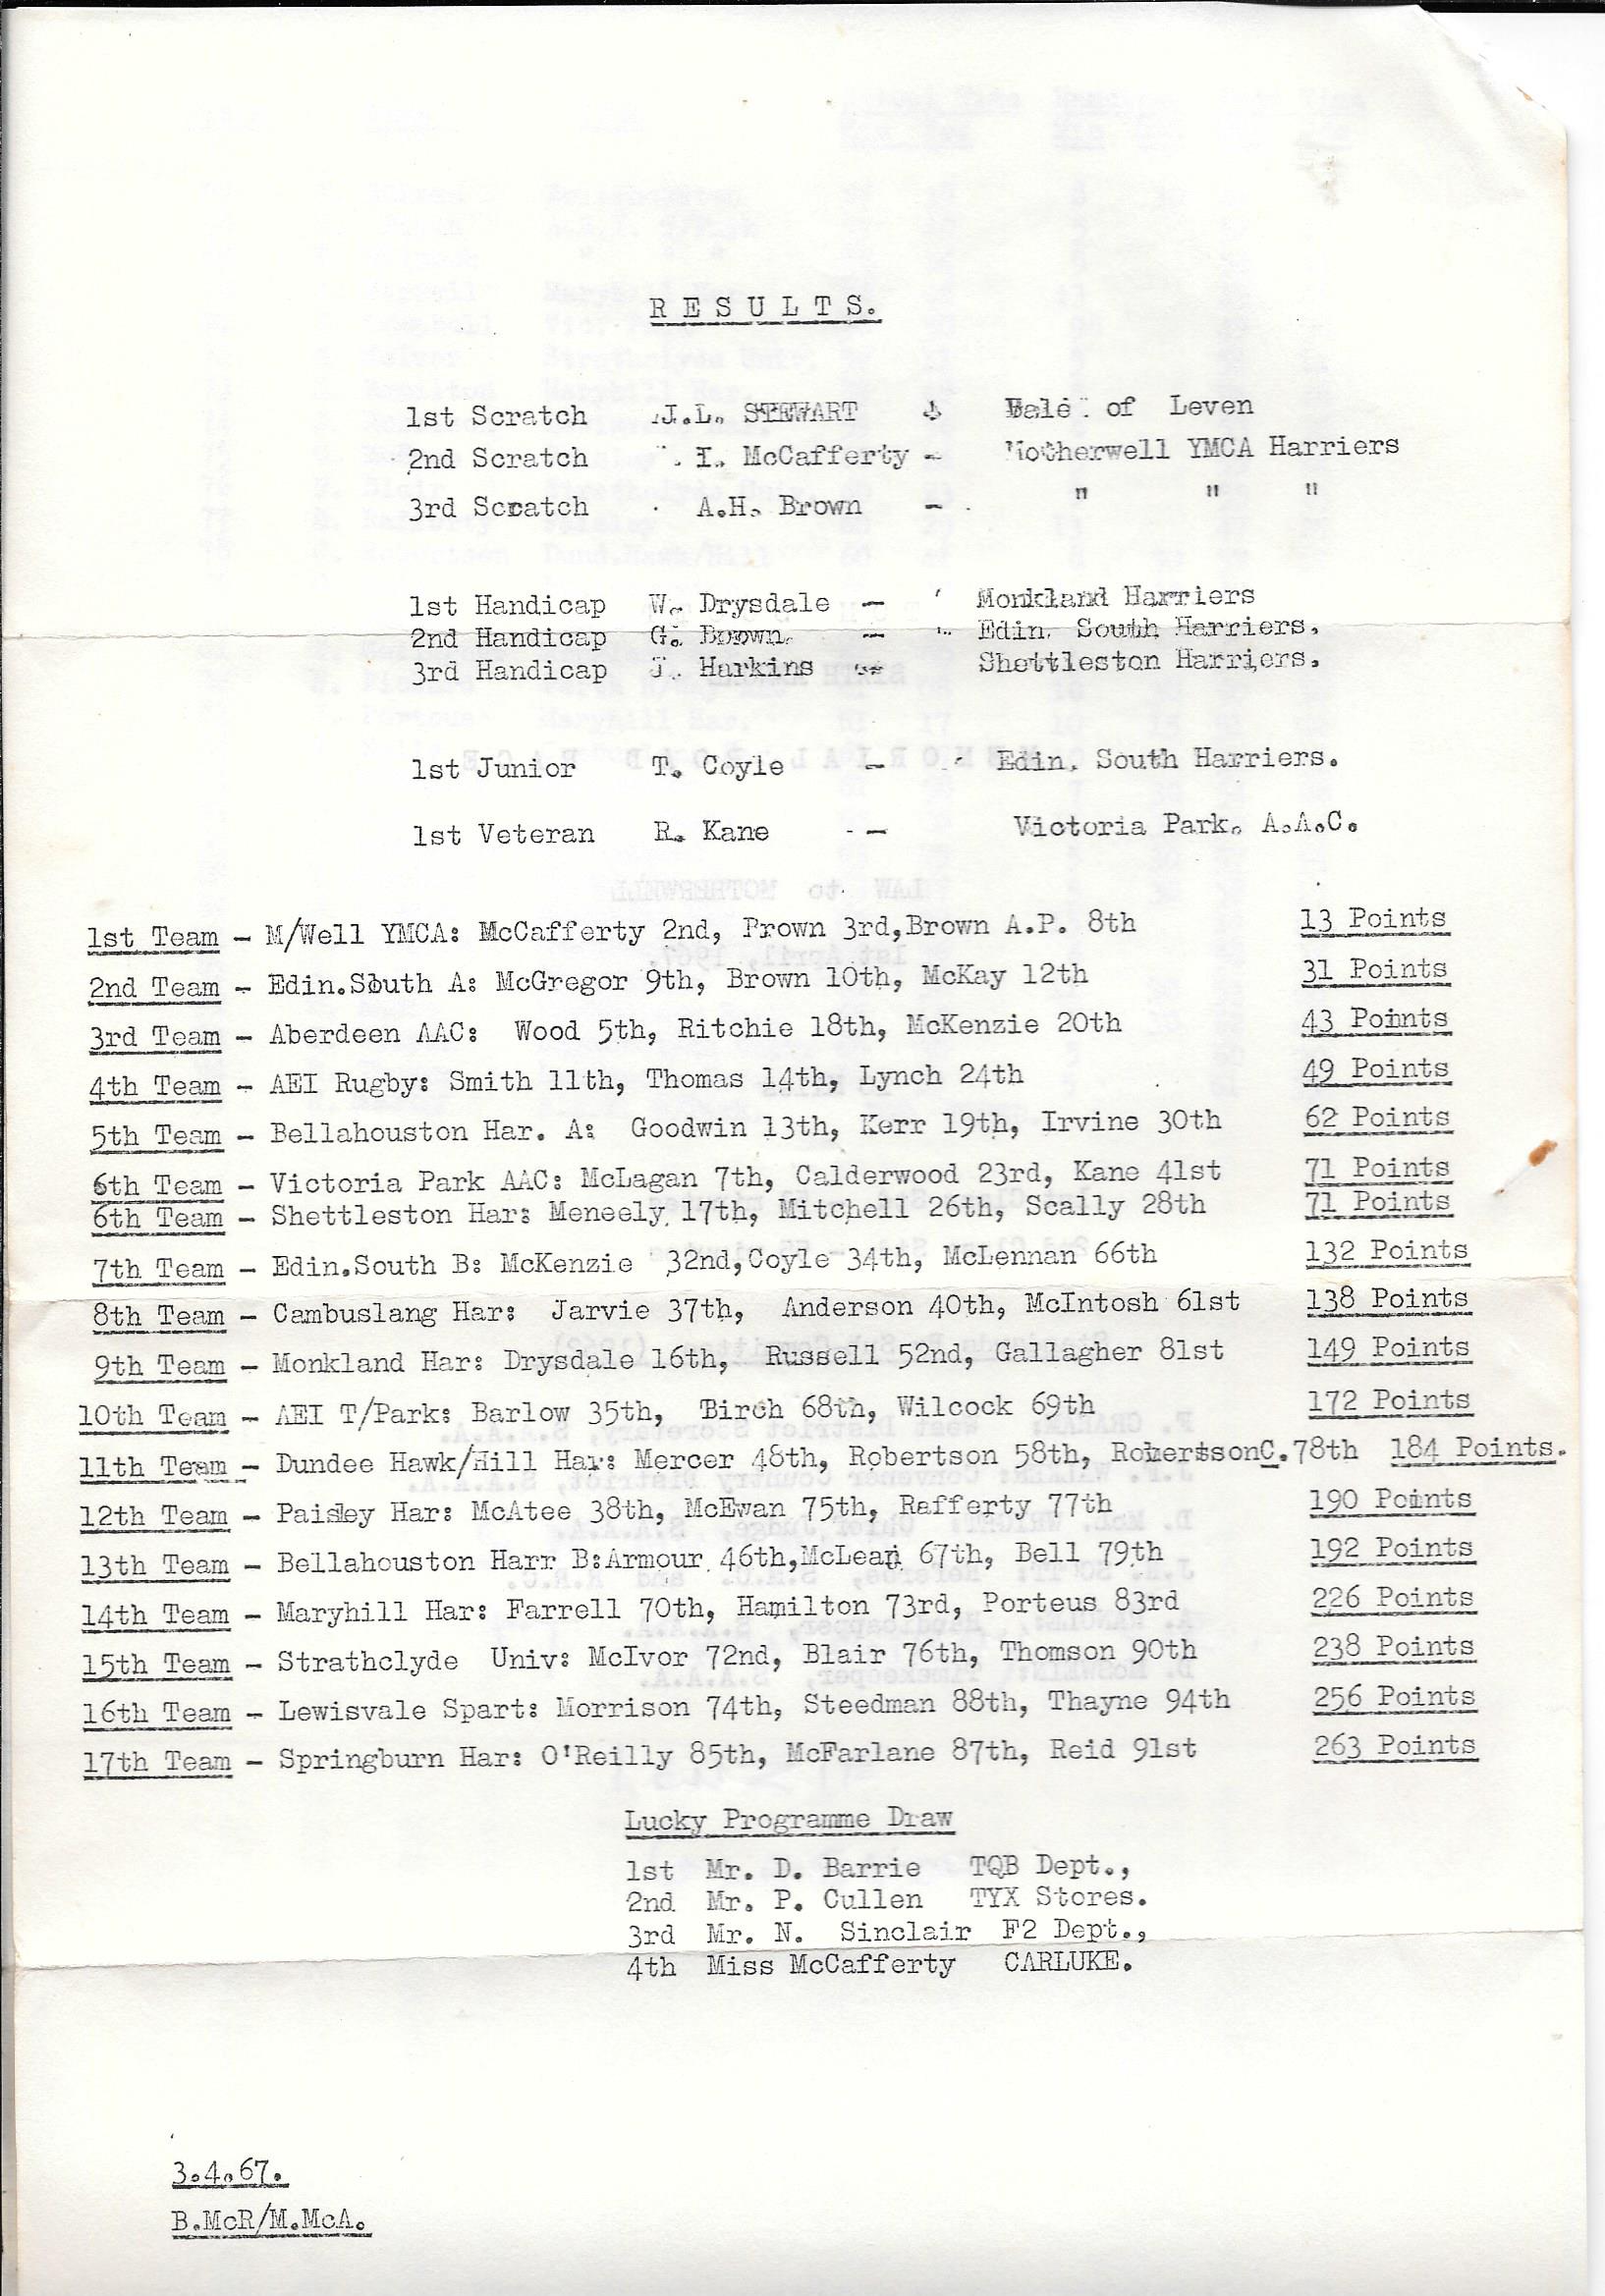 R E S U L T S.
1st Scratch J.L. STEWART - Vale of Leven
2nd Scratch I. McCafferty - Motherwell YMCA Harriers
3rd Scratch A.H. Brown - " " "
1st Handicap W. Drysdale - Monkland Harriers
2nd Handicap G. Brown - Edin. South Harriers.
3rd Handicap J. Harkins - Shettleston Harriers.
1st Junior T. Coyle - Edin. South Harriers.
1st Veteran R. Kane - Victoria Park. A.A.C.
1st Team - M/Well YMCA: McCafferty 2nd, Brown 3rd,Brown A.P. 8th 13 Points
2nd Team - Edin.South A: McGregor 9th, Brown 10th, McKay 12th 31 Points
3rd Team - Aberdeen AAC: Wood 5th, Ritchie 18th, McKenzie 20th 43 Points
4th Team - AEI Rugby: Smith 11th, Thomas 14th, Lynch 24th 49 Points
5th Team - Bellahouston Har. A: Goodwin 13th, Kerr 19th, Irvine 30th 62 Points
6th Team - Victoria Park AAC: McLagan 7th, Calderwood 23rd, Kane 41st 71 Points
6th Team - Shettleston Har: Meneely 17th, Mitchell 26th, Scally 28th 71 Points
7th Team - Edin.South B: McKenzie 32nd,Coyle 34th, McLennan 66th 132 Points
8th Team - Cambuslang Har: Jarvie 37th, Anderson 40th, McIntosh 61st 138 Points
9th Team - Monkland Har: Drysdale 16th, Russell 52nd, Gallagher 81st 149 Points
10th Team - AEI T/Park: Barlow 35th, Birch 68th, Wilcock 69th 172 Points
11th Team - Dundee Hawk/Hill Har: Mercer 48th, Robertson 58th, RobertsonC.78th 184 Points.
12th Team - Paisley Har: McAtee 38th, McEwan 75th, Rafferty 77th 190 Points
13th Team - Bellahouston Harr B:Armour 46th,McLean 67th, Bell 79th 192 Points
14th Team - Maryhill Har: Farrell 70th, Hamilton 73rd, Porteus 83rd 226 Points
15th Team - Strathclyde Univ: McIvor 72nd, Blair 76th, Thomson 90th 238 Points
16th Team - Lewisvale Spart: Morrison 74th, Steedman 88th, Thayne 94th 256 Points
17th Team - Springburn Har: O'Reilly 85th, McFarlane 87th, Reid 91st 263 Points
Lucky Programme Draw
1st Mr. D. Barrie TQB Dept.,
2nd Mr. P. Cullen TYX Stores.
3rd Mr. N. Sinclair F2 Dept.,
4th Miss McCafferty CARLUKE.
3.4.67.
B.McR/M.McA.